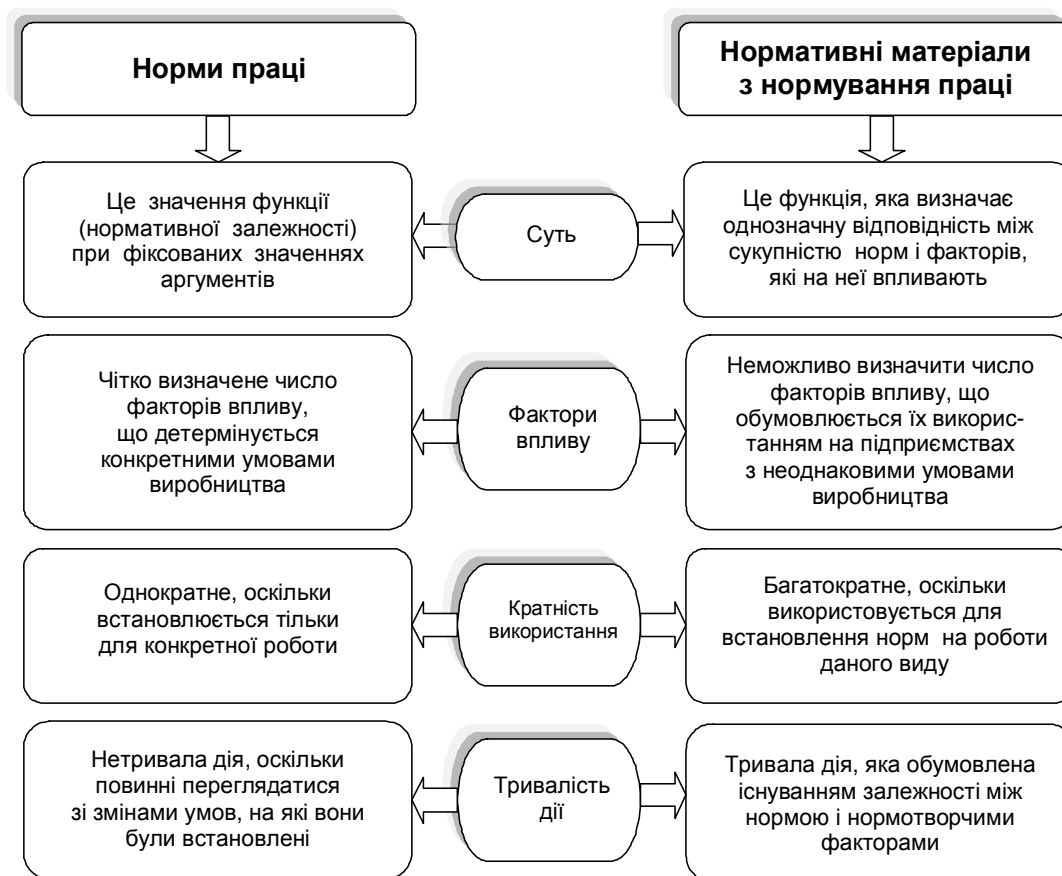 Норми праці
Нормативні матеріали
з нормування праці
Це значення функції
(нормативної залежності)
при фіксованих значеннях
аргументів
Суть
Це функція, яка визначає
однозначну відповідність між
сукупністю норм і факторів,
які на неї впливають
Чітко визначене число
факторів впливу,
що детермінується
конкретними умовами
виробництва
Фактори
впливу
Неможливо визначити число
факторів впливу, що
обумовлюється їх викорис-
танням на підприємствах
з неоднаковими умовами
виробництва
Однократне, оскільки
встановлюється тільки
для конкретної роботи
Кратність
використання
Багатократне, оскільки
використовується для
встановлення норм на роботи
даного виду
Нетривала дія, оскільки
повинні переглядатися
зі змінами умов, на які вони
були встановлені
Тривалість
дії
Тривала дія, яка обумовлена
існуванням залежності між
нормою і нормотворчими
факторами